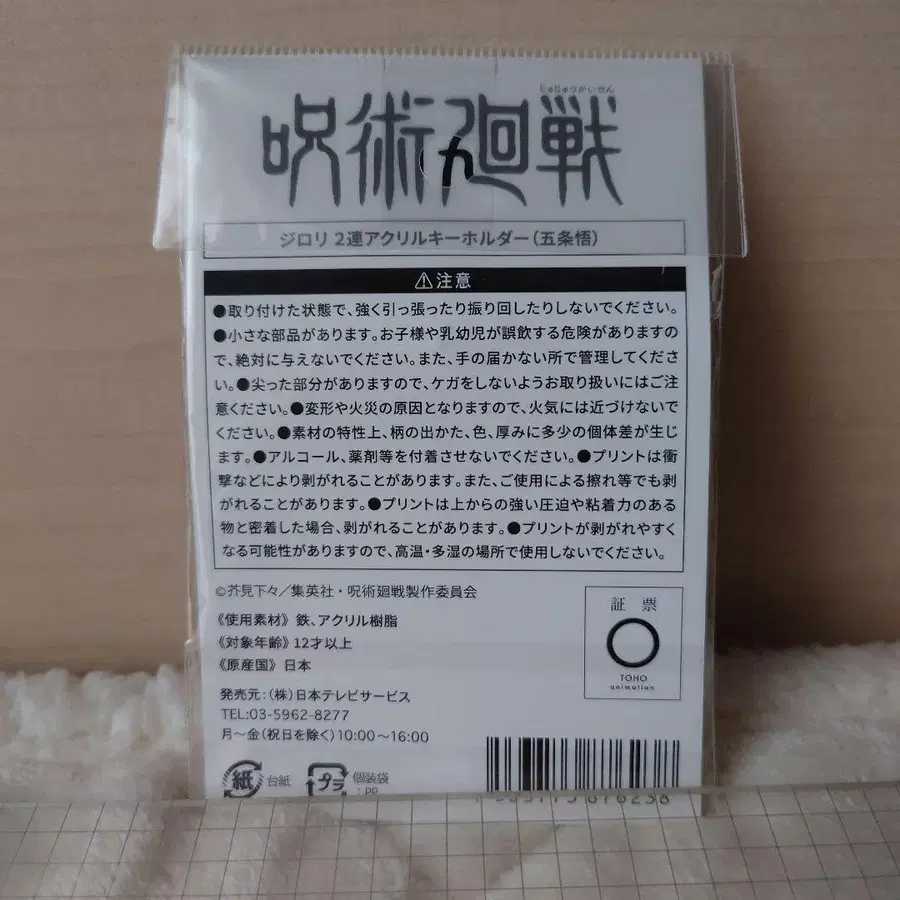 じゅじゅつかいせん
呪術廻戦
ジロリ 2連アクリルキーホルダー(五条悟)
⚠注意
●取り付けた状態で、強く引っ張ったり振り回したりしないでください。
●小さな部品があります。お子様や乳幼児が誤飲する危険がありますの
で、絶対に与えないでください。また、手の届かない所で管理してくださ
い。●尖った部分がありますので、ケガをしないようお取り扱いにはご注
意ください。●変形や火災の原因となりますので、火気には近づけないで
ください。●素材の特性上、柄の出かた、色、厚みに多少の個体差が生じ
ます。●アルコール、薬剤等を付着させないでください。●プリントは衝
撃などにより剥がれることがあります。また、ご使用による擦れ等でも剥
がれることがあります。●プリントは上からの強い圧迫や粘着力のある
物と密着した場合、剥がれることがあります。●プリントが剥がれやすく
なる可能性がありますので、高温・多湿の場所で使用しないでください。
©芥見下々／集英社・呪術廻戦製作委員会
《使用素材》 鉄、アクリル樹脂
《対象年齢》 12才以上
《原産国》 日本
証 票
TOHO
animation
発売元:(株)日本テレビサービス
TEL:03-5962-8277
月～金(祝日を除く)10:00～16:00
紙 台紙
プラ 個装袋
:PP